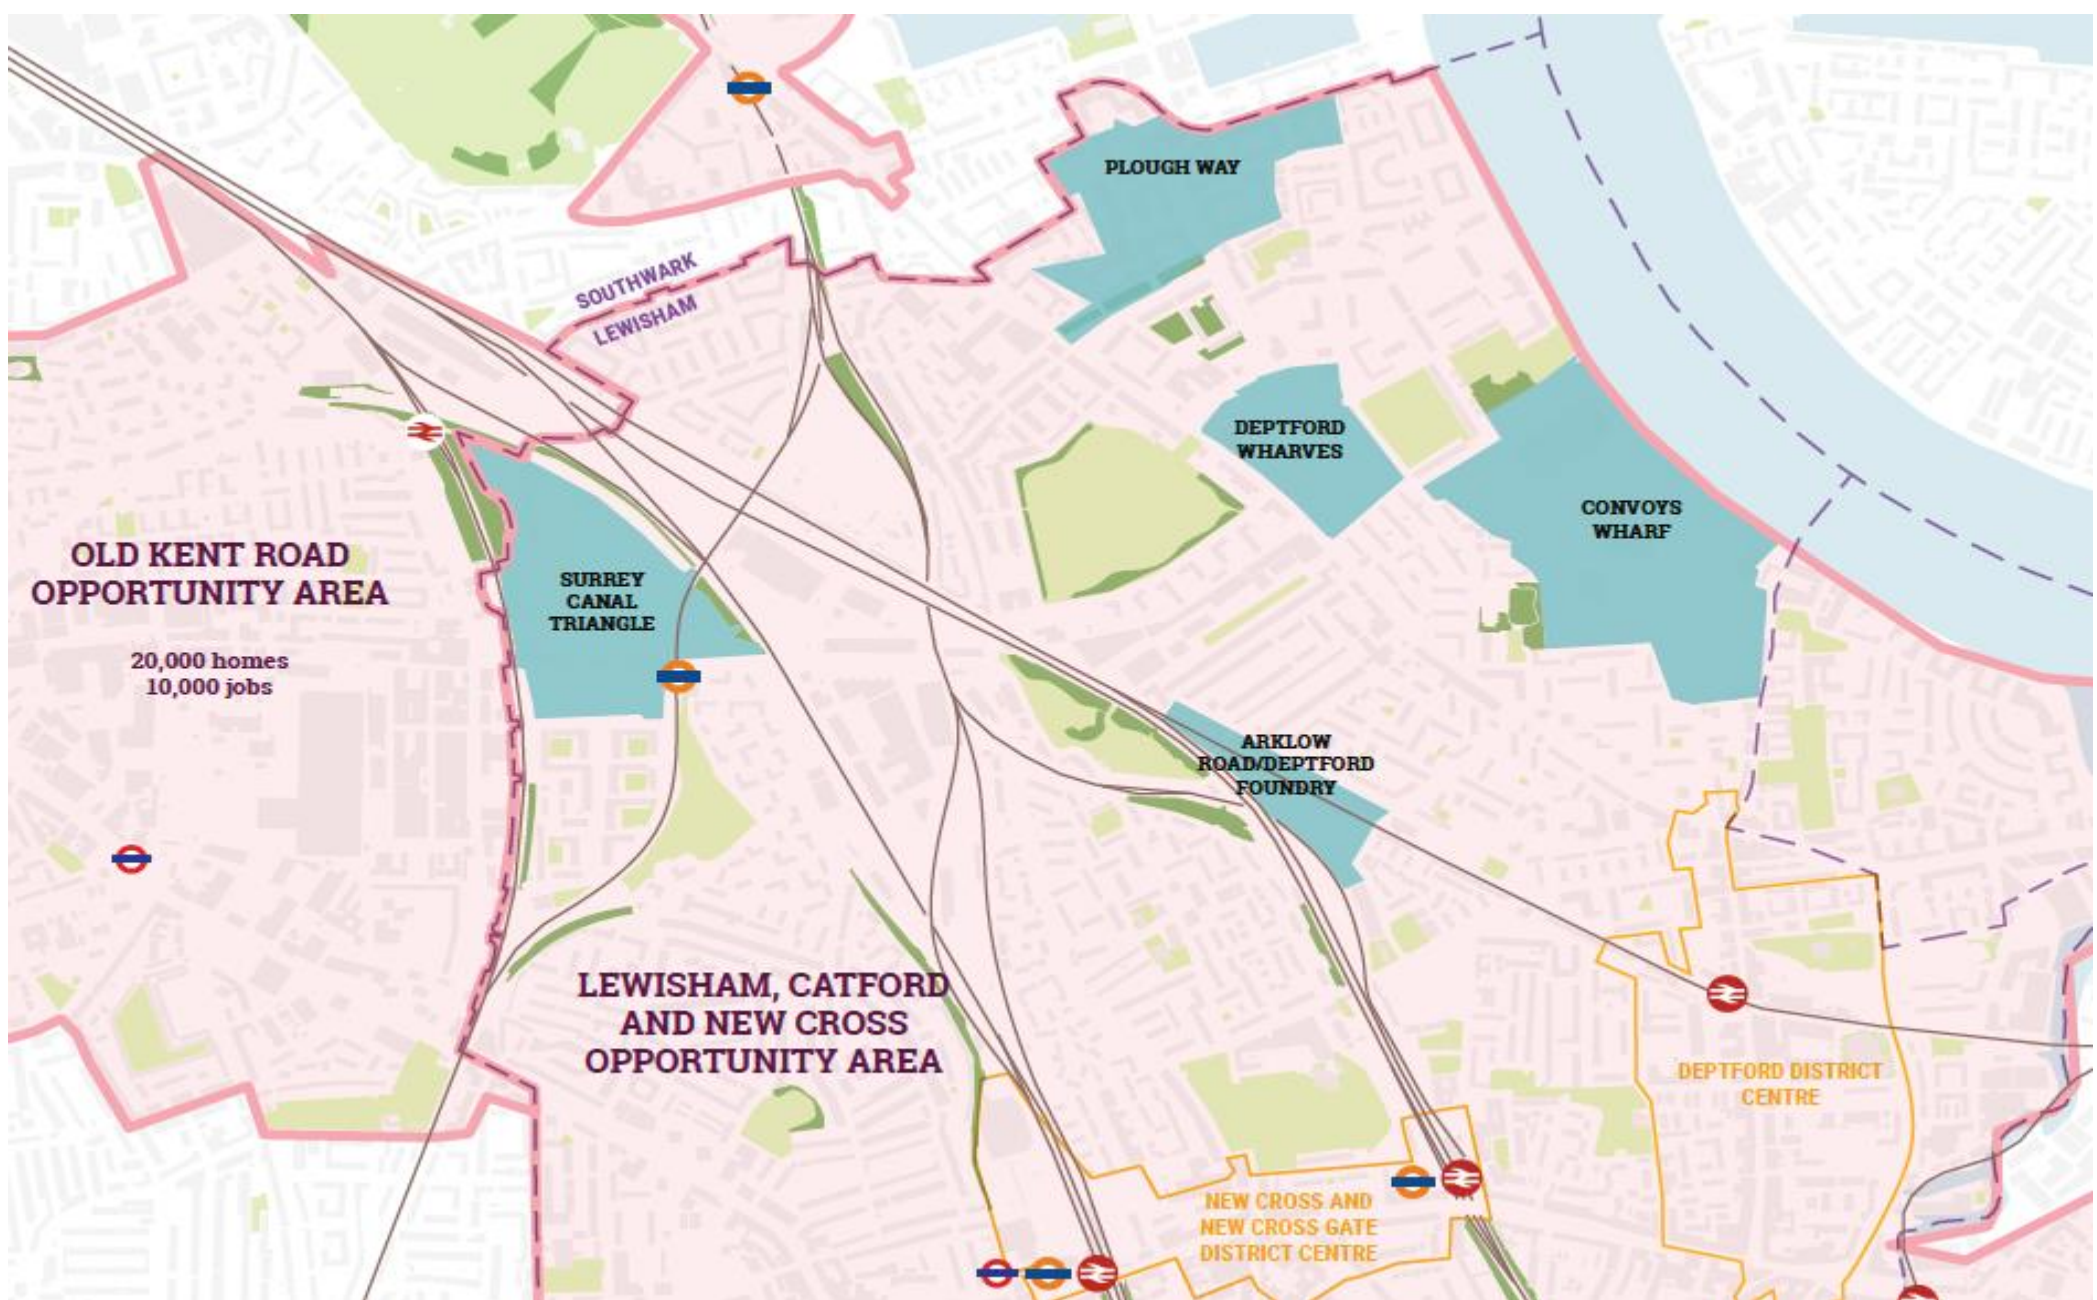 PLOUGH WAY
SOUTHWARK
LEWISHAM
DEPTFORD
WHARVES
CONVOYS
WHARF
OLD KENT ROAD
OPPORTUNITY AREA
20,000 homes
10,000 jobs
SURREY
CANAL
TRIANGLE
ARKLOW
ROAD/DEPTFORD
FOUNDRY
LEWISHAM, CATFORD
AND NEW CROSS
OPPORTUNITY AREA
DEPTFORD DISTRICT
CENTRE
NEW CROSS AND
NEW CROSS GATE
DISTRICT CENTRE